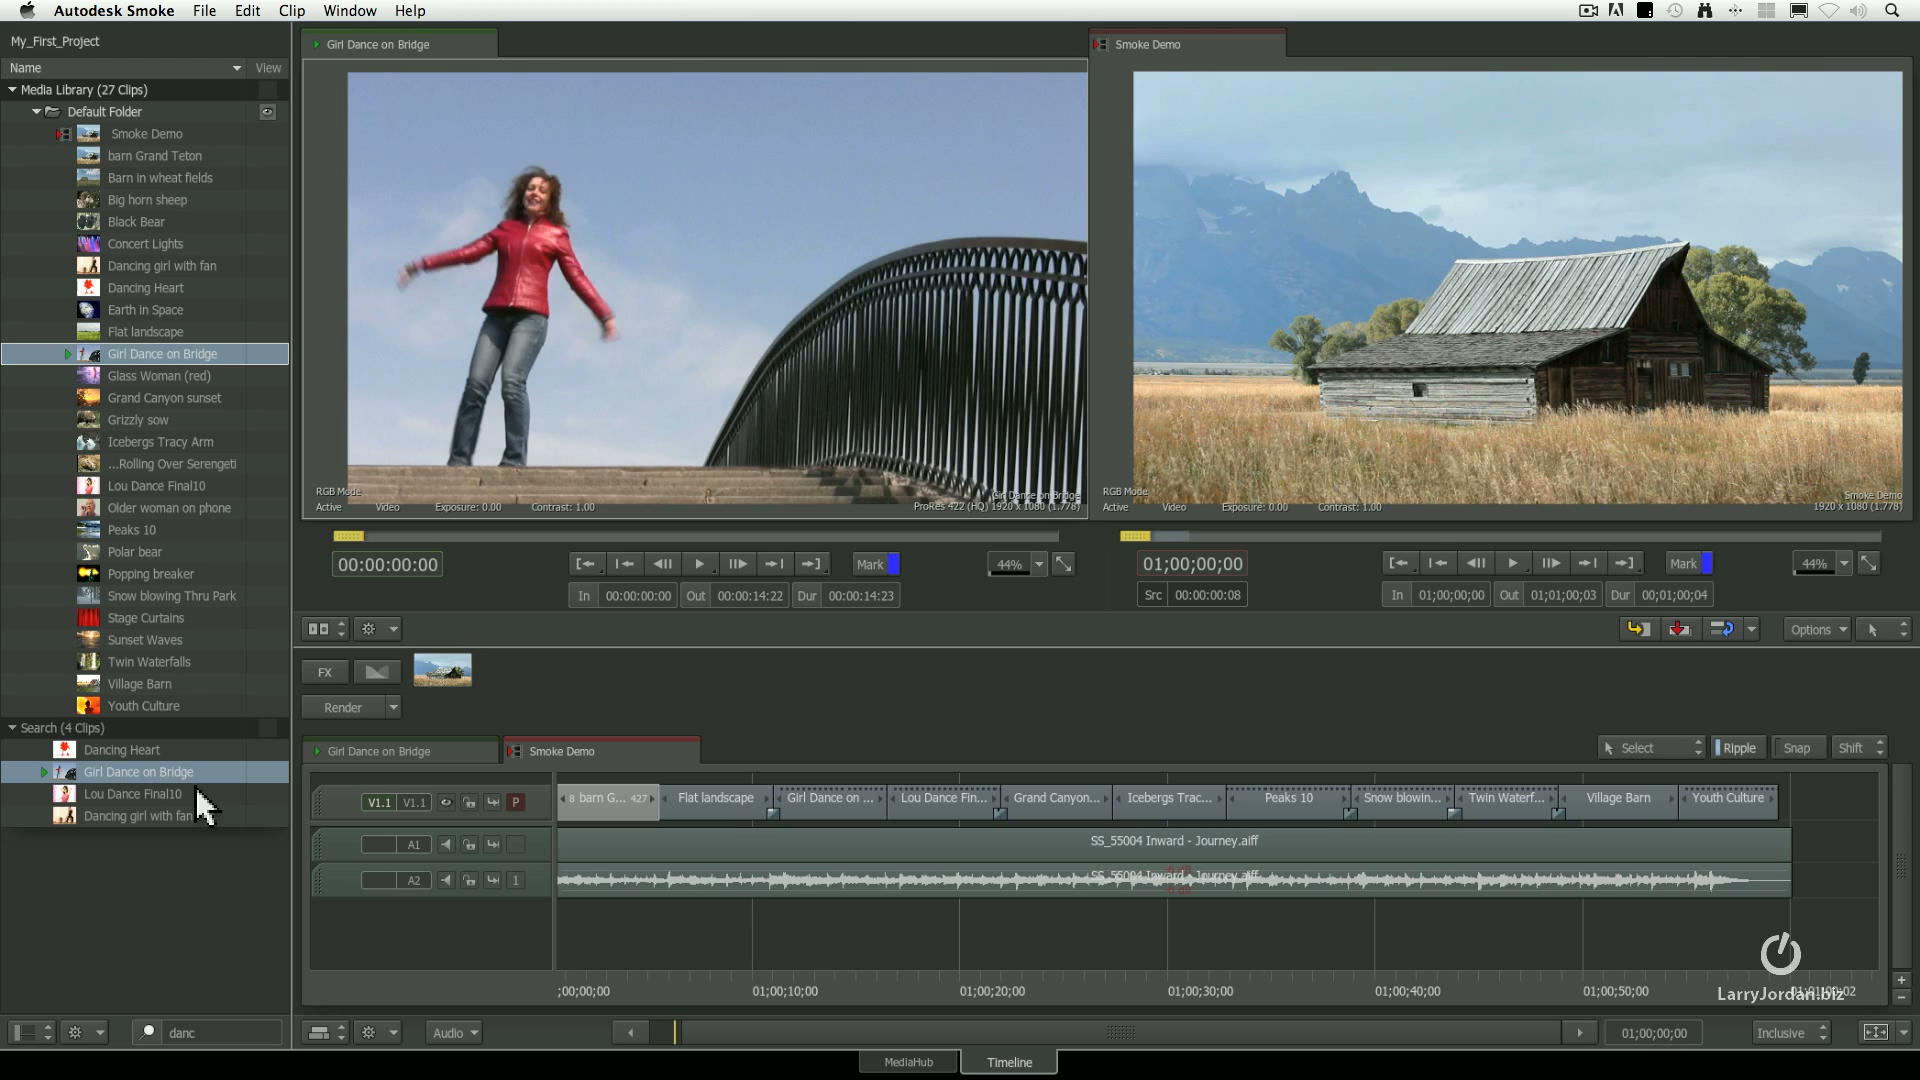 Autodesk Smoke File Edit Clip Window Help
My_First_Project
Name View
Media Library (27 Clips)
Default Folder
Smoke Demo
barn Grand Teton
Barn in wheat fields
Big horn sheep
Black Bear
Concert Lights
Dancing girl with fan
Dancing Heart
Earth in Space
Flat landscape
Girl Dance on Bridge
Glass Woman (red)
Grand Canyon sunset
Grizzly sow
Icebergs Tracy Arm
...Rolling Over Serengeti
Lou Dance Final10
Older woman on phone
Peaks 10
Polar bear
Popping breaker
Snow blowing Thru Park
Stage Curtains
Sunset Waves
Twin Waterfalls
Village Barn
Youth Culture
Search (4 Clips)
Dancing Heart
Girl Dance on Bridge
Lou Dance Final10
Dancing girl with fan
danc
Girl Dance on Bridge
RGB Mode
Girl Dance on Bridge
Active Video Exposure: 0.00 Contrast: 1.00 ProRes 422 (HQ) 1920 x 1080 (1.778)
00:00:00:00 Mark 44%
In 00:00:00:00 Out 00:00:14:22 Dur 00:00:14:23
Smoke Demo
RGB Mode
Smoke Demo
Active Video Exposure: 0.00 Contrast: 1.00 1920 x 1080 (1.778)
01;00;00;00 Mark 44%
Src 00:00:00:08 In 01;00;00;00 Out 01;01;00;03 Dur 00;01;00;04
Options
FX
Render
Girl Dance on Bridge Smoke Demo Select Ripple Snap Shift
V1.1 V1.1 P 8 barn G... 427 Flat landscape Girl Dance on ... Lou Dance Fin... Grand Canyon... Icebergs Trac... Peaks 10 Snow blowin... Twin Waterf... Village Barn Youth Culture
A1 SS_55004 Inward - Journey.aiff
A2 1 SS_55004 Inward - Journey.aiff
;00;00;00 01;00;10;00 01;00;20;00 01;00;30;00 01;00;40;00 01;00;50;00
LarryJordan.biz
Audio 01;00;00;00 Inclusive
MediaHub Timeline